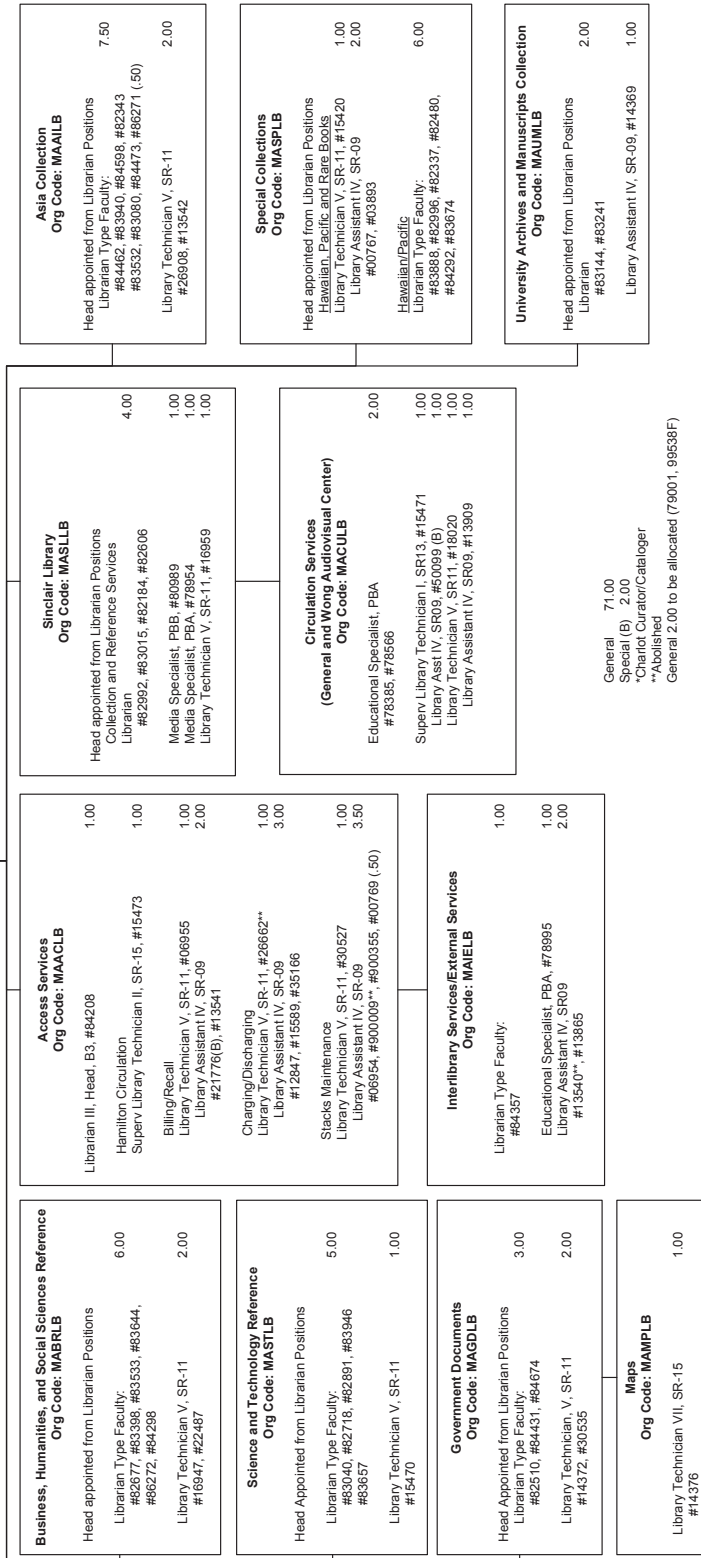 Business, Humanities, and Social Sciences Reference
Org Code: MABRLB
Head appointed from Librarian Positions
Librarian Type Faculty: 6.00
#82677, #83398, #83533, #83644,
#86272, #84298
Library Technician V, SR-11 2.00
#16947, #22487
Science and Technology Reference
Org Code: MASTLB
Head Appointed from Librarian Positions
Librarian Type Faculty: 5.00
#83040, #82718, #82891, #83946
#83657
Library Technician V, SR-11 1.00
#15470
Government Documents
Org Code: MAGDLB
Head Appointed from Librarian Positions
Librarian Type Faculty: 3.00
#82510, #84431, #84674
Library Technician, V, SR-11 2.00
#14372, #30535
Maps
Org Code: MAMPLB
Library Technician VII, SR-15 1.00
#14376
Access Services
Org Code: MAACLB
Librarian III, Head, B3, #84208 1.00
Hamilton Circulation
Superv Library Technician II, SR-15, #15473 1.00
Billing/Recall
Library Technician V, SR-11, #06955 1.00
Library Assistant IV, SR-09 2.00
#21776(B), #13541
Charging/Discharging
Library Technician V, SR-11, #26662** 1.00
Library Assistant IV, SR-09 3.00
#12847, #15589, #35166
Stacks Maintenance
Library Technician V, SR-11, #30527 1.00
Library Assistant IV, SR-09 3.50
#06954, #900009**, #900355, #00769 (.50)
Interlibrary Services/External Services
Org Code: MAIELB
Librarian Type Faculty: 1.00
#84357
Educational Specialist, PBA, #78995 1.00
Library Assistant IV, SR09 2.00
#13540**, #13865
Sinclair Library
Org Code: MASLLB
Head appointed from Librarian Positions
Collection and Reference Services
Librarian 4.00
#82992, #83015, #82184, #82606
Media Specialist, PBB, #80989 1.00
Media Specialist, PBA, #78954 1.00
Library Technician V, SR-11, #16959 1.00
Circulation Services
(General and Wong Audiovisual Center)
Org Code: MACULB
Educational Specialist, PBA 2.00
#78385, #78566
Superv Library Technician I, SR13, #15471 1.00
Library Asst IV, SR09, #50099 (B) 1.00
Library Technician V, SR11, #18020 1.00
Library Assistant IV, SR09, #13909 1.00
General 71.00
Special (B) 2.00
*Charlot Curator/Cataloger
**Abolished
General 2.00 to be allocated (79001, 99538F)
Asia Collection
Org Code: MAAILB
Head appointed from Librarian Positions
Librarian Type Faculty: 7.50
#84462, #83940, #84598, #82343
#83532, #83080, #84473, #86271 (.50)
Library Technician V, SR-11 2.00
#26908, #13542
Special Collections
Org Code: MASPLB
Head appointed from Librarian Positions
Hawaiian, Pacific and Rare Books
Library Technician V, SR-11, #15420 1.00
Library Assistant IV, SR-09 2.00
#00767, #03893
Hawaiian/Pacific
Librarian Type Faculty: 6.00
#83888, #82996, #82337, #82480,
#84292, #83674
University Archives and Manuscripts Collection
Org Code: MAUMLB
Head appointed from Librarian Positions
Librarian 2.00
#83144, #83241
Library Assistant IV, SR-09, #14369 1.00